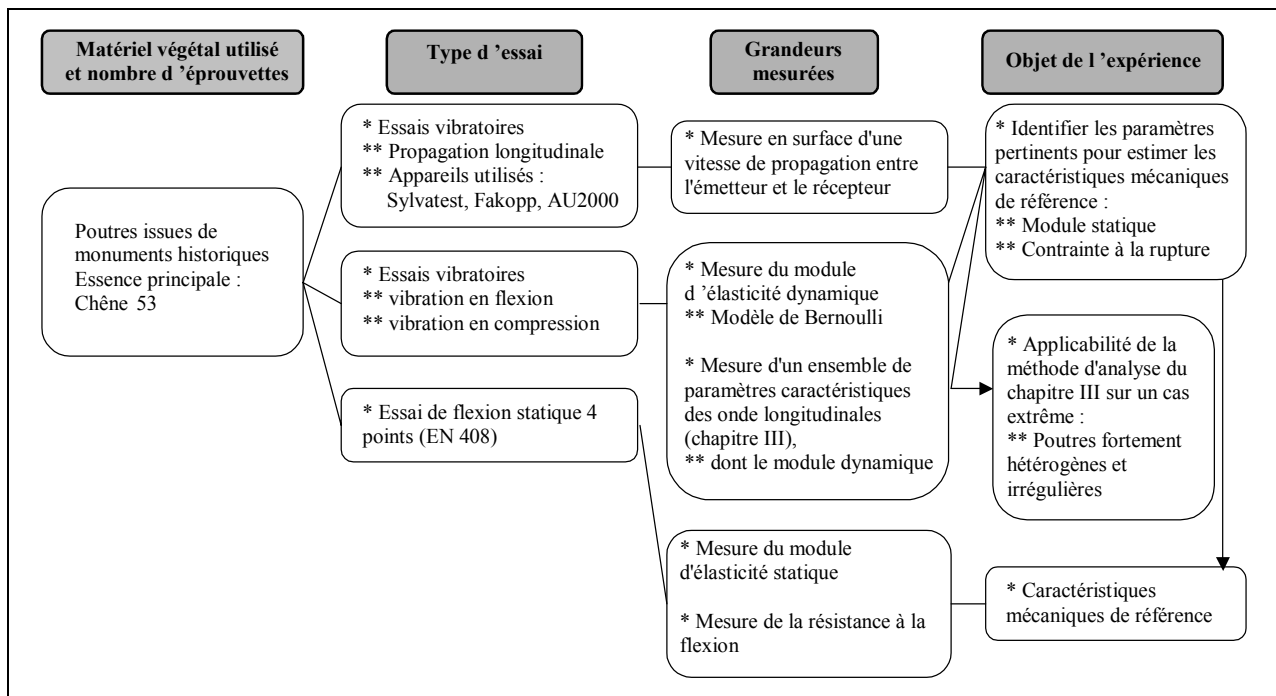 Matériel végétal utilisé
et nombre d ’éprouvettes
Type d ’essai
Grandeurs
mesurées
Objet de l ’expérience
Poutres issues de
monuments historiques
Essence principale :
Chêne 53
* Essais vibratoires
** Propagation longitudinale
** Appareils utilisés :
Sylvatest, Fakopp, AU2000
* Essais vibratoires
** vibration en flexion
** vibration en compression
* Essai de flexion statique 4
points (EN 408)
* Mesure en surface d'une
vitesse de propagation entre
l'émetteur et le récepteur
* Mesure du module
d ’élasticité dynamique
** Modèle de Bernoulli
* Mesure d'un ensemble de
paramètres caractéristiques
des onde longitudinales
(chapitre III),
** dont le module dynamique
* Mesure du module
d'élasticité statique
* Mesure de la résistance à la
flexion
* Identifier les paramètres
pertinents pour estimer les
caractéristiques mécaniques
de référence :
** Module statique
** Contrainte à la rupture
* Applicabilité de la
méthode d'analyse du
chapitre III sur un cas
extrême :
** Poutres fortement
hétérogènes et
irrégulières
* Caractéristiques
mécaniques de référence